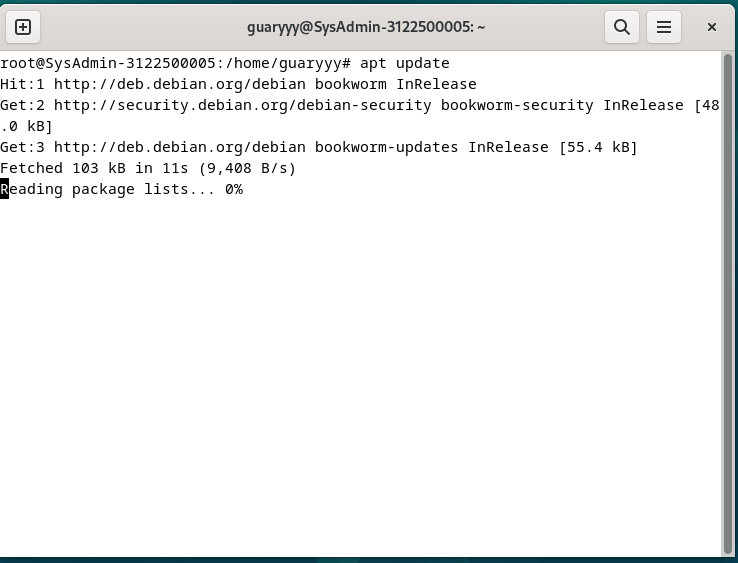 guaryyy@SysAdmin-3122500005: ~
root@SysAdmin-3122500005:/home/guaryyy# apt update
Hit:1 http://deb.debian.org/debian bookworm InRelease
Get:2 http://security.debian.org/debian-security bookworm-security InRelease [48
.0 kB]
Get:3 http://deb.debian.org/debian bookworm-updates InRelease [55.4 kB]
Fetched 103 kB in 11s (9,408 B/s)
Reading package lists... 0%